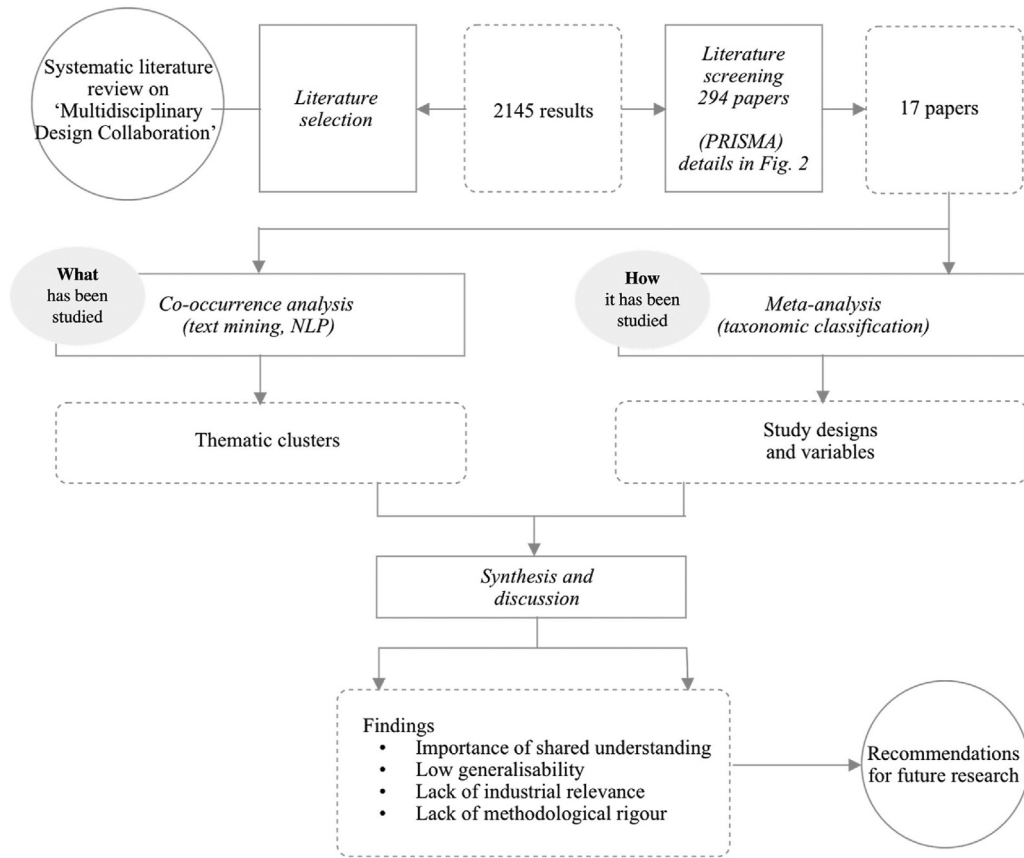 Systematic literature
review on
‘Multidisciplinary
Design Collaboration’
Literature
selection
2145 results
Literature
screening
294 papers
(PRISMA)
details in Fig. 2
17 papers
What
has been
studied
Co-occurrence analysis
(text mining, NLP)
How
it has been
studied
Meta-analysis
(taxonomic classification)
Thematic clusters
Study designs
and variables
Synthesis and
discussion
Findings
• Importance of shared understanding
• Low generalisability
• Lack of industrial relevance
• Lack of methodological rigour
Recommendations
for future research